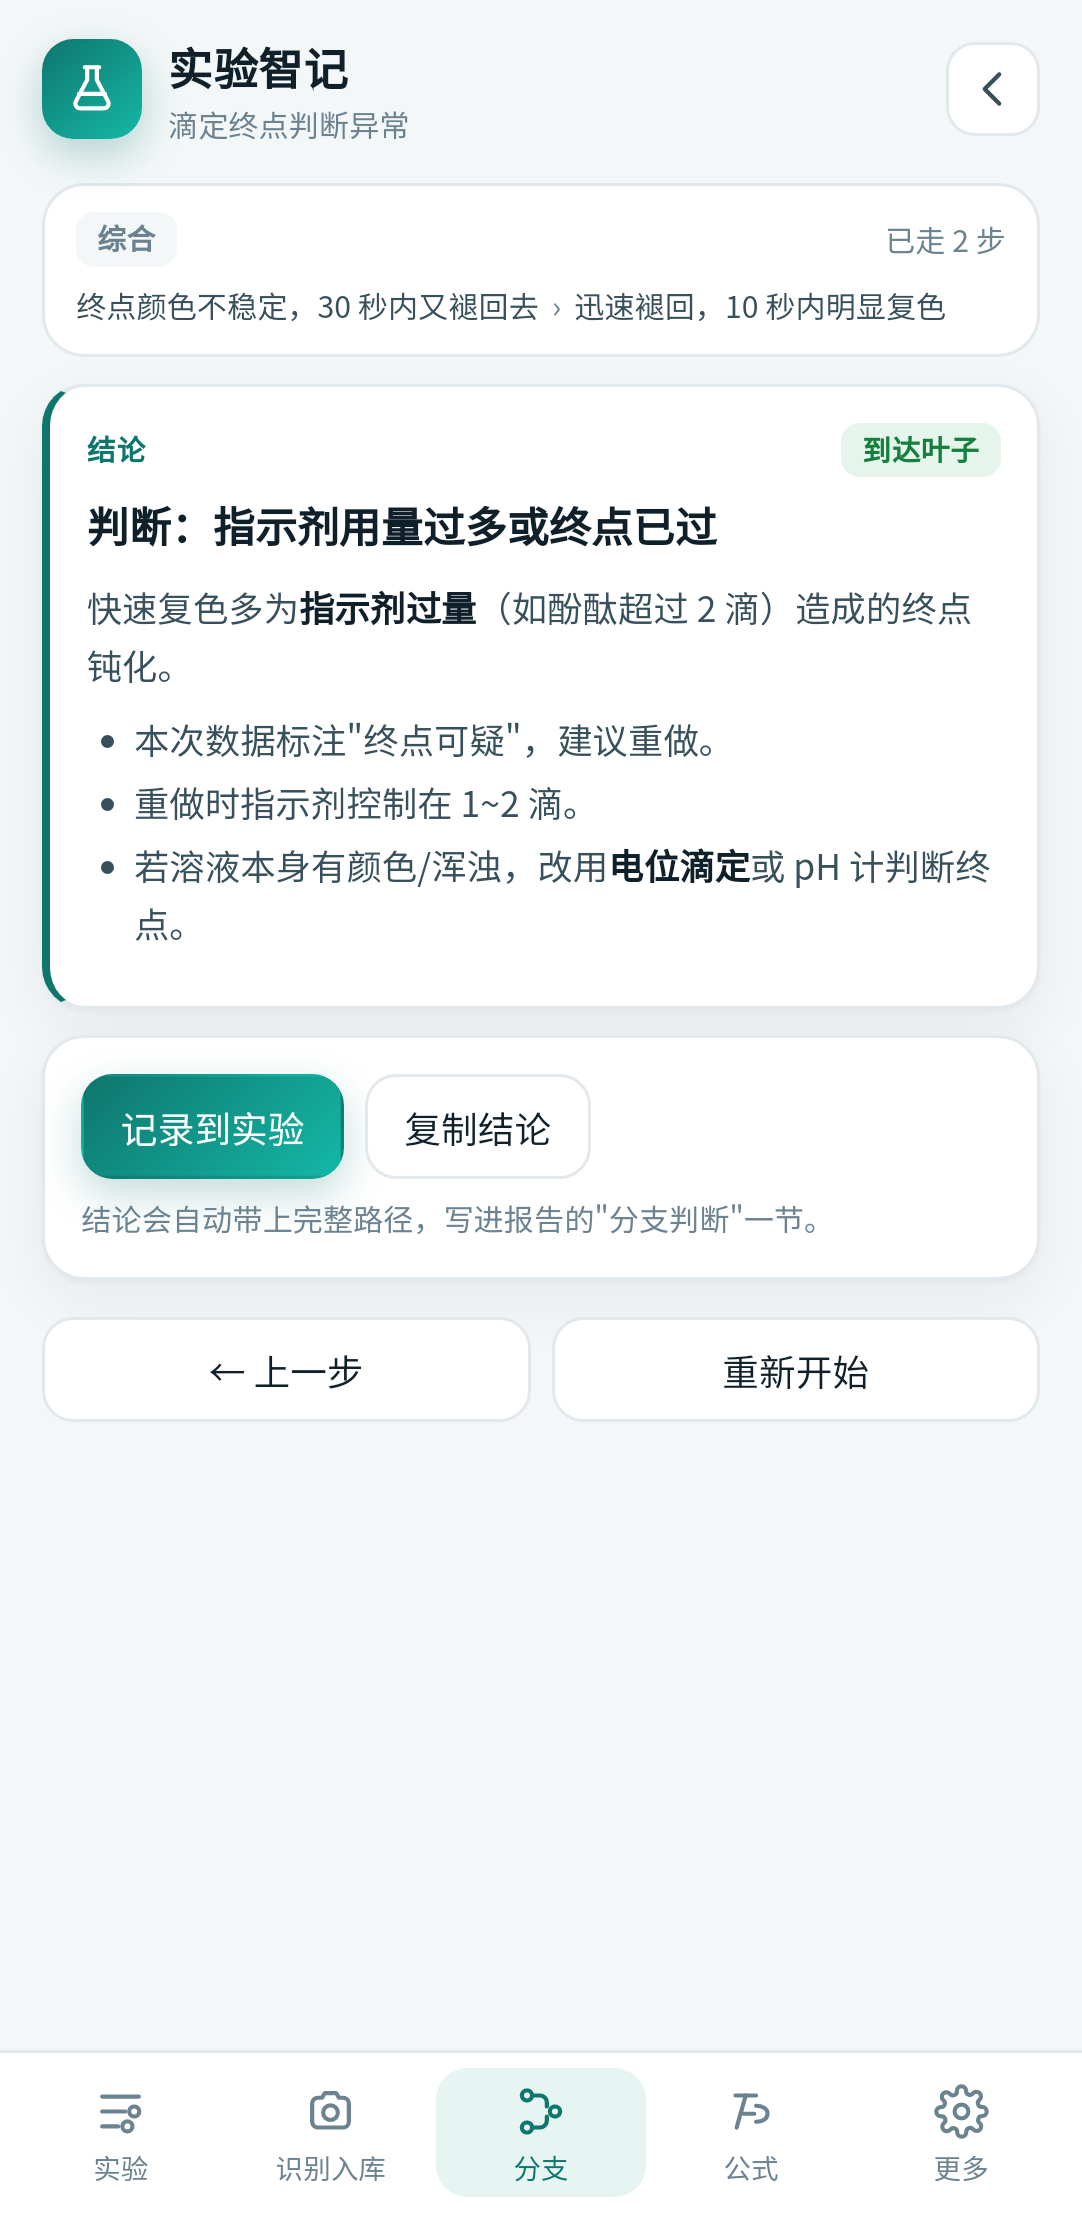 实验智记
滴定终点判断异常
综合
已走 2 步
终点颜色不稳定，30 秒内又褪回去 › 迅速褪回，10 秒内明显复色
结论
到达叶子
判断：指示剂用量过多或终点已过
快速复色多为指示剂过量（如酚酞超过 2 滴）造成的终点
钝化。
• 本次数据标注"终点可疑"，建议重做。
• 重做时指示剂控制在 1~2 滴。
• 若溶液本身有颜色/浑浊，改用电位滴定或 pH 计判断终
点。
记录到实验
复制结论
结论会自动带上完整路径，写进报告的"分支判断"一节。
← 上一步
重新开始
实验
识别入库
分支
公式
更多